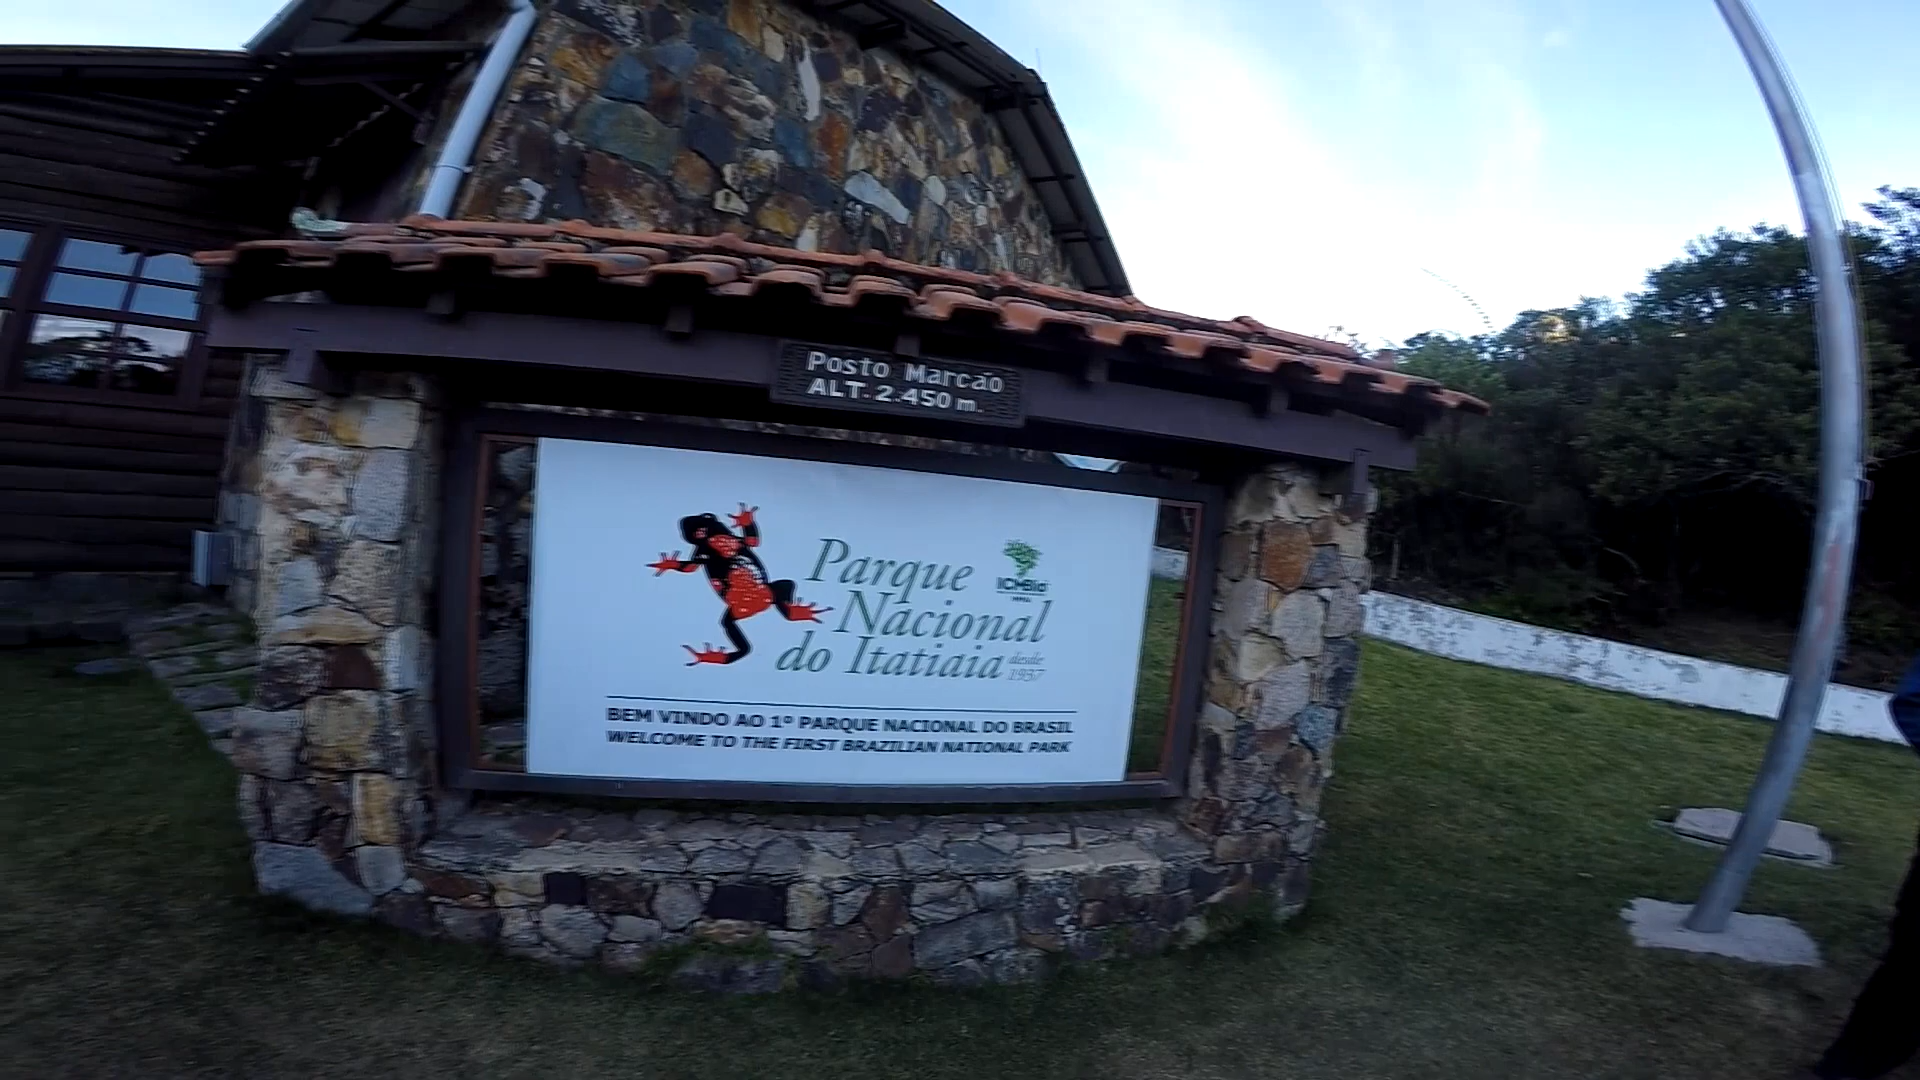 Posto Marcão
ALT. 2.450 m.
Parque
Nacional
do Itatiaia
desde
1937
ICMBio
BEM VINDO AO 1º PARQUE NACIONAL DO BRASIL
WELCOME TO THE FIRST BRAZILIAN NATIONAL PARK